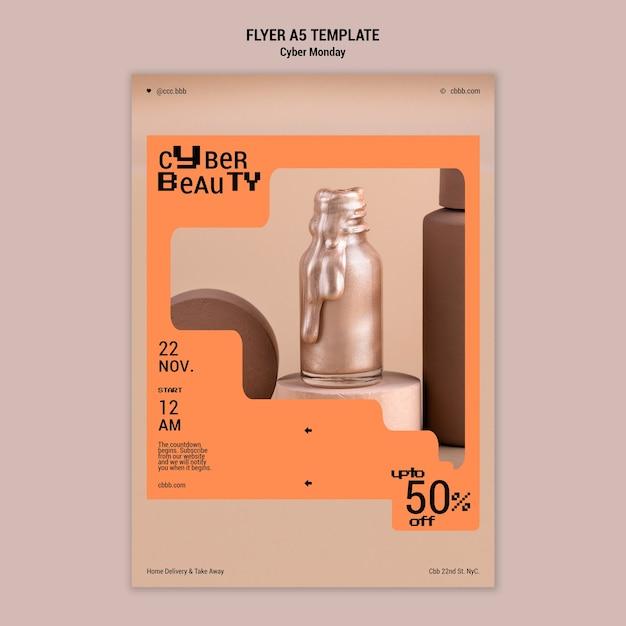 FLYER A5 TEMPLATE
Cyber Monday
@ccc.bbb
© cbbb.com
CYBeR
BeAuTY
22
NOV.
START
12
AM
The countdown
begins. Subscribe
from our website
and we will notify
you when it begins.
cbbb.com
upto
50%
off
Home Delivery & Take Away
Cbb 22nd St. NyC.